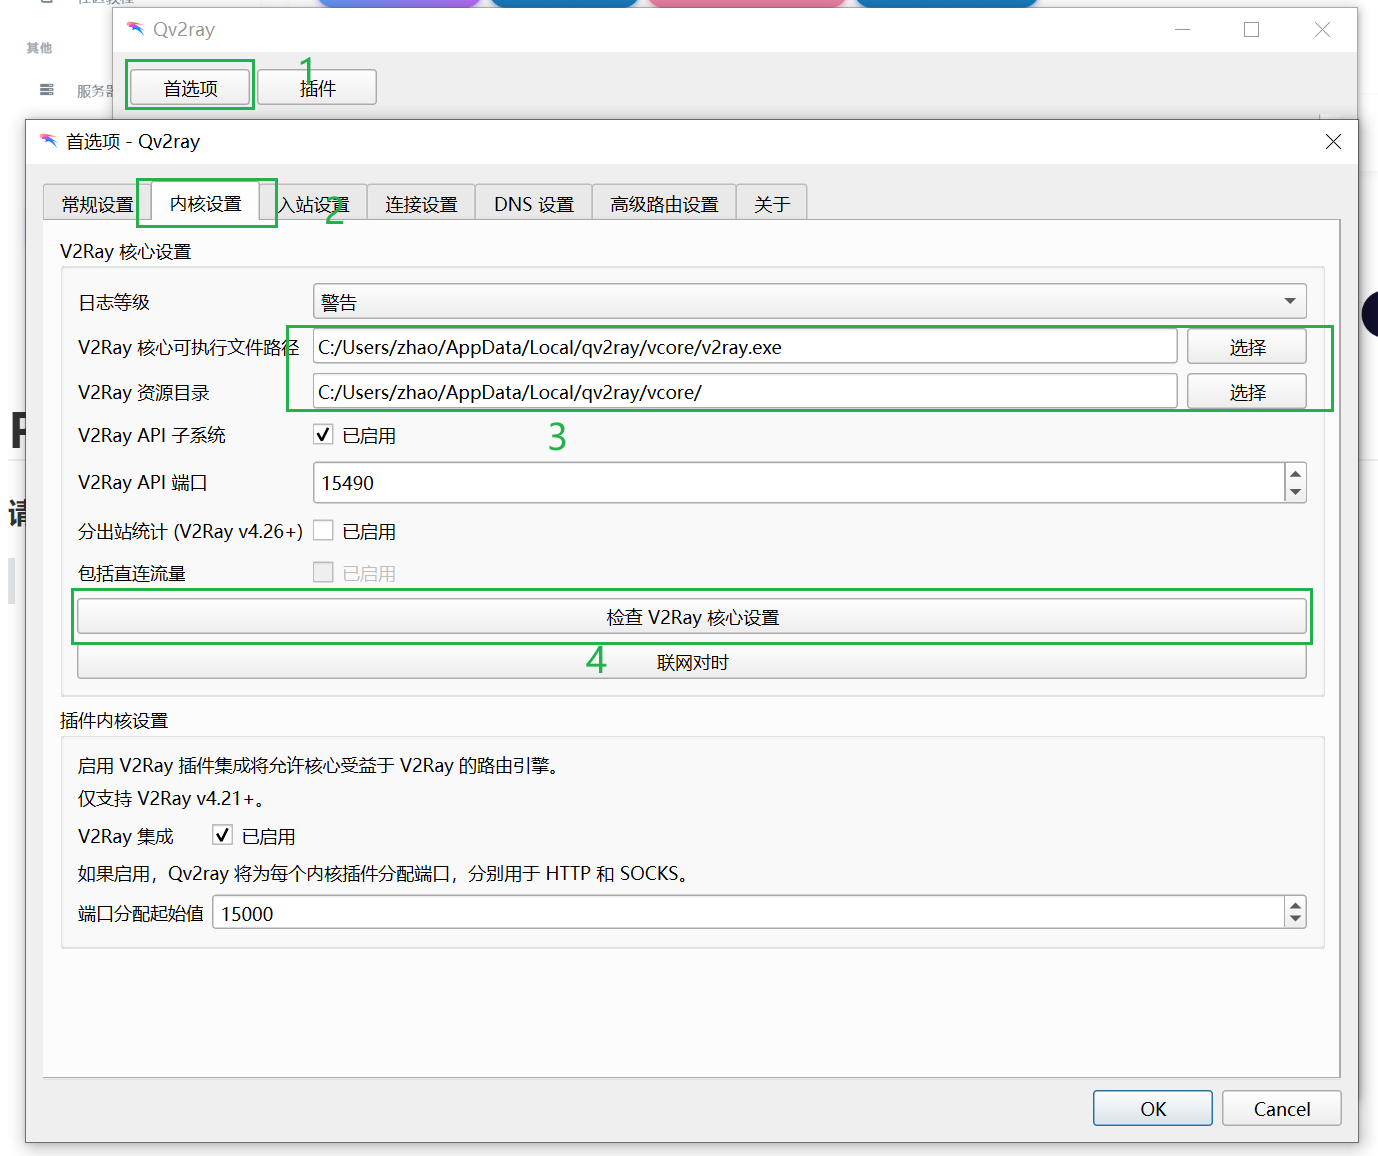 其他
服务器
Qv2ray
首选项
插件
1
首选项 - Qv2ray
常规设置
内核设置
入站设置
连接设置
DNS 设置
高级路由设置
关于
2
V2Ray 核心设置
日志等级
警告
V2Ray 核心可执行文件路径
C:/Users/zhao/AppData/Local/qv2ray/vcore/v2ray.exe
选择
V2Ray 资源目录
C:/Users/zhao/AppData/Local/qv2ray/vcore/
选择
V2Ray API 子系统
已启用
3
V2Ray API 端口
15490
分出站统计 (V2Ray v4.26+)
已启用
包括直连流量
已启用
检查 V2Ray 核心设置
4
联网对时
插件内核设置
启用 V2Ray 插件集成将允许核心受益于 V2Ray 的路由引擎。
仅支持 V2Ray v4.21+。
V2Ray 集成
已启用
如果启用，Qv2ray 将为每个内核插件分配端口，分别用于 HTTP 和 SOCKS。
端口分配起始值
15000
OK
Cancel